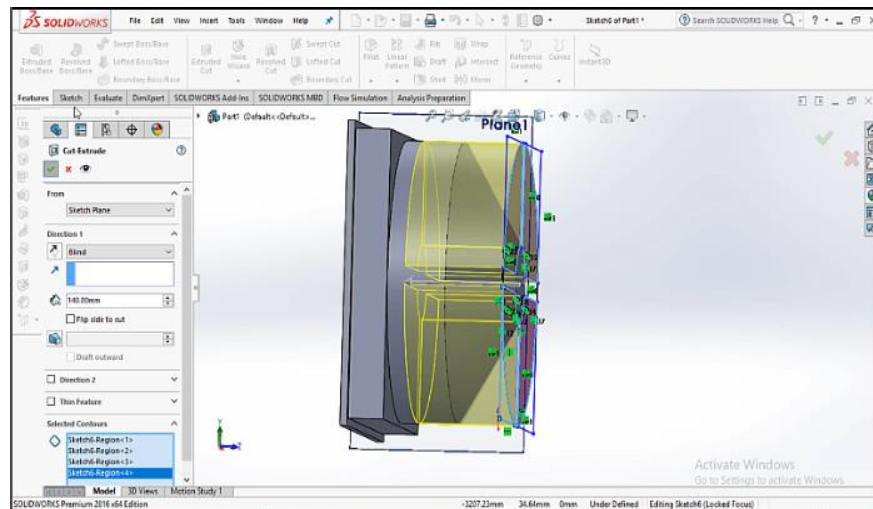 SOLIDWORKS File Edit View Insert Tools Window Help Sketch6 of Part1 * Search SOLIDWORKS Help
Extruded Boss/Base Revolved Boss/Base Swept Boss/Base Lofted Boss/Base Boundary Boss/Base Extruded Cut Hole Wizard Revolved Cut Swept Cut Lofted Cut Boundary Cut Fillet Linear Pattern Rib Draft Shell Wrap Intersect Mirror Reference Geometry Curves Instant3D
Features Sketch Evaluate DimXpert SOLIDWORKS Add-Ins SOLIDWORKS MBD Flow Simulation Analysis Preparation
Part1 (Default<<Default>...
Plane1
Cut-Extrude
From
Sketch Plane
Direction 1
Blind
140.00mm
Flip side to cut
Draft outward
Direction 2
Thin Feature
Selected Contours
Sketch6-Region<1>
Sketch6-Region<2>
Sketch6-Region<3>
Sketch6-Region<4>
Activate Windows
Go to Settings to activate Windows.
Model 3D Views Motion Study 1
SOLIDWORKS Premium 2016 x64 Edition -3207.23mm 34.64mm 0mm Under Defined Editing Sketch6 (Locked Focus)